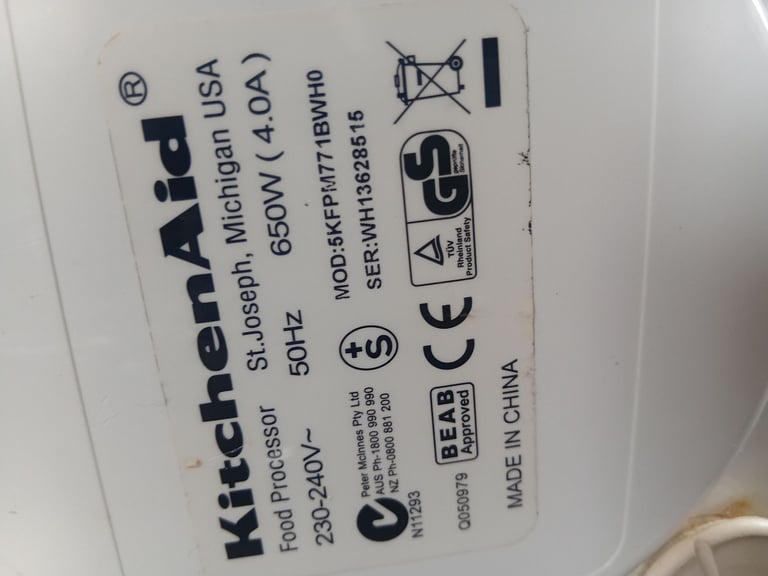 KitchenAid®
Food Processor St.Joseph, Michigan USA
230-240V~ 50Hz 650W ( 4.0A )
MOD:5KFPM771BWH0
SER:WH13628515
Peter McInnes Pty Ltd
AUS Ph-1800 990 990
NZ Ph-0800 881 200
N11293
+S
Q050979
BEAB
Approved
CE
TÜV
Rheinland
Product Safety
GS
geprüfte
Sicherheit
MADE IN CHINA